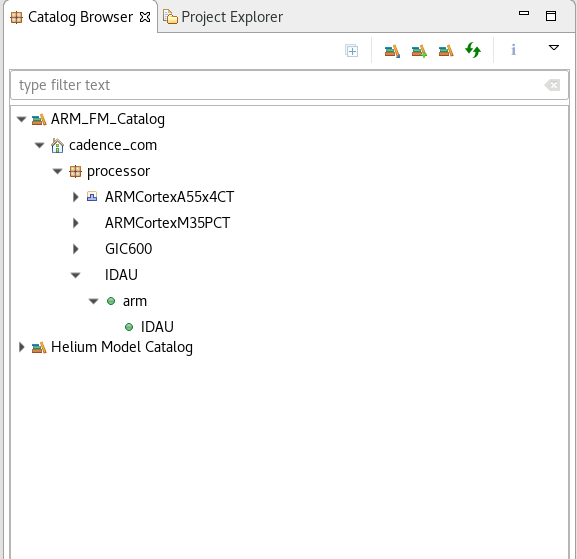 Catalog Browser Project Explorer
type filter text
ARM_FM_Catalog
cadence_com
processor
ARMCortexA55x4CT
ARMCortexM35PCT
GIC600
IDAU
arm
IDAU
Helium Model Catalog